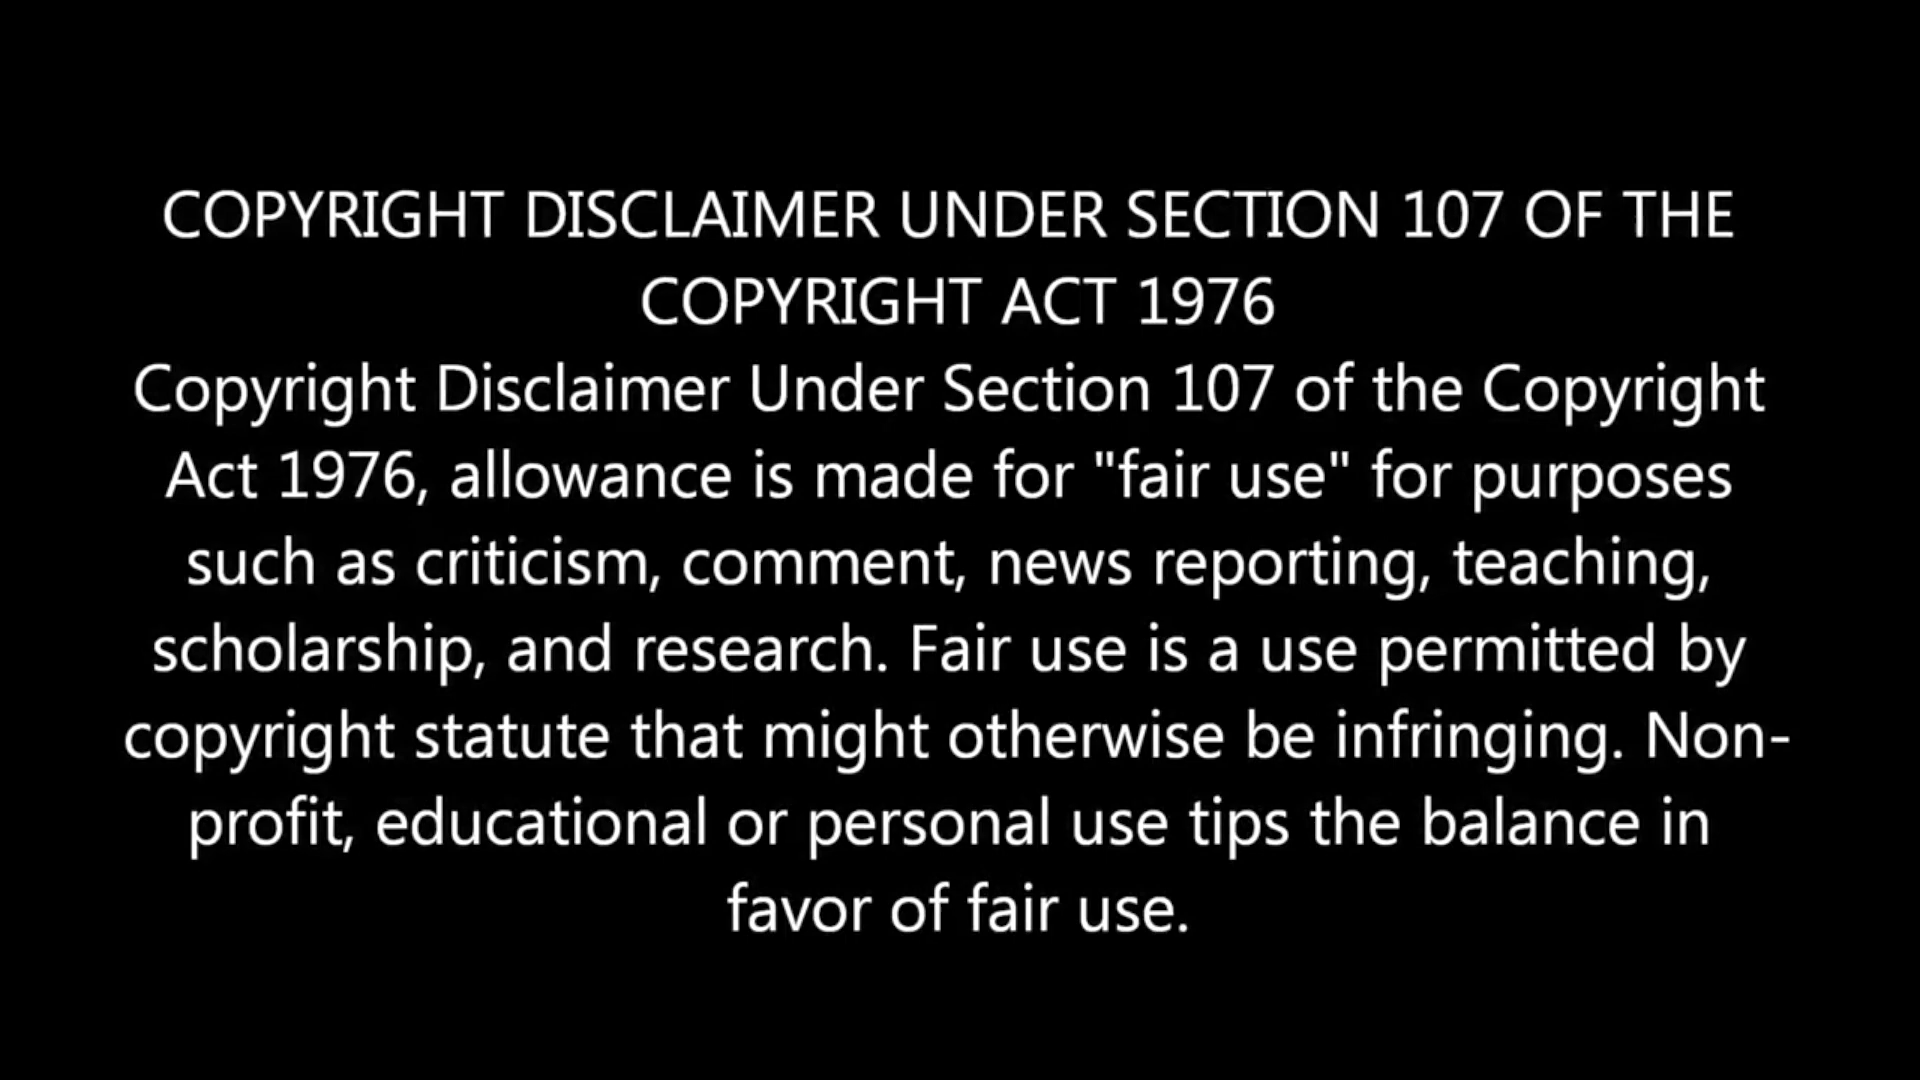 COPYRIGHT DISCLAIMER UNDER SECTION 107 OF THE
COPYRIGHT ACT 1976
Copyright Disclaimer Under Section 107 of the Copyright
Act 1976, allowance is made for "fair use" for purposes
such as criticism, comment, news reporting, teaching,
scholarship, and research. Fair use is a use permitted by
copyright statute that might otherwise be infringing. Non-
profit, educational or personal use tips the balance in
favor of fair use.